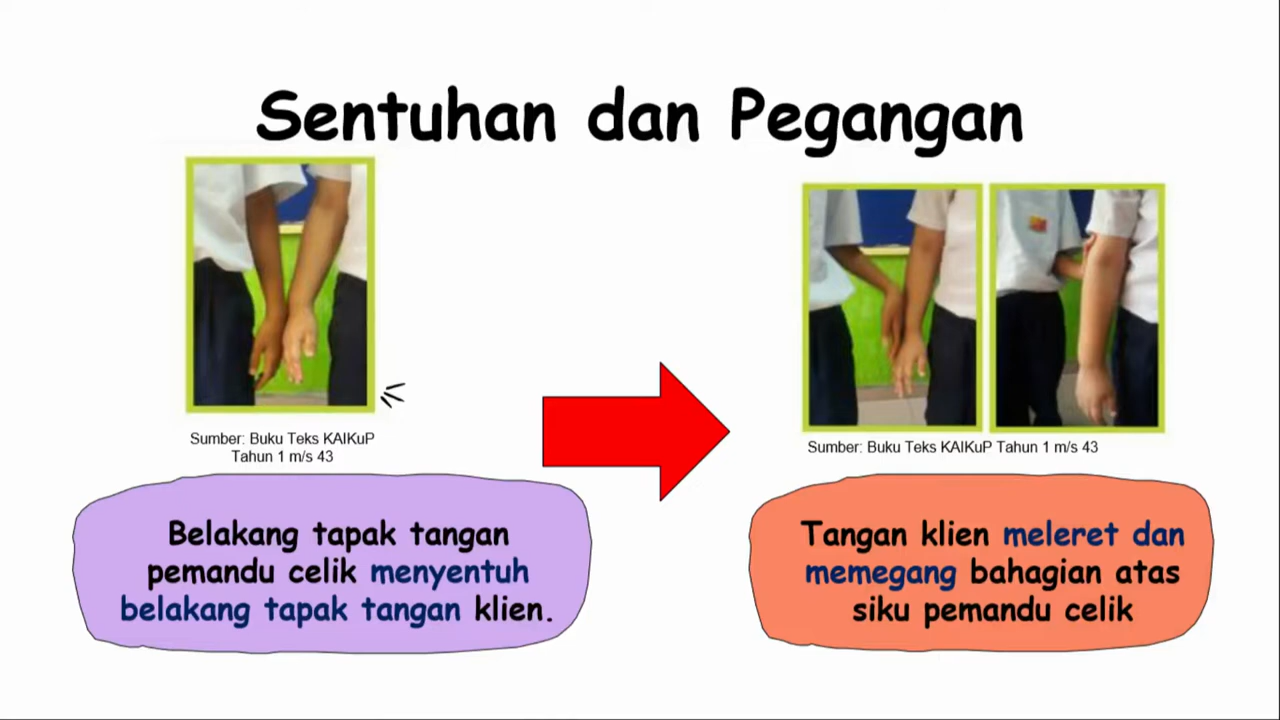 Sentuhan dan Pegangan
Sumber: Buku Teks KAIKuP
Tahun 1 m/s 43
Belakang tapak tangan
pemandu celik menyentuh
belakang tapak tangan klien.
Sumber: Buku Teks KAIKuP Tahun 1 m/s 43
Tangan klien meleret dan
memegang bahagian atas
siku pemandu celik